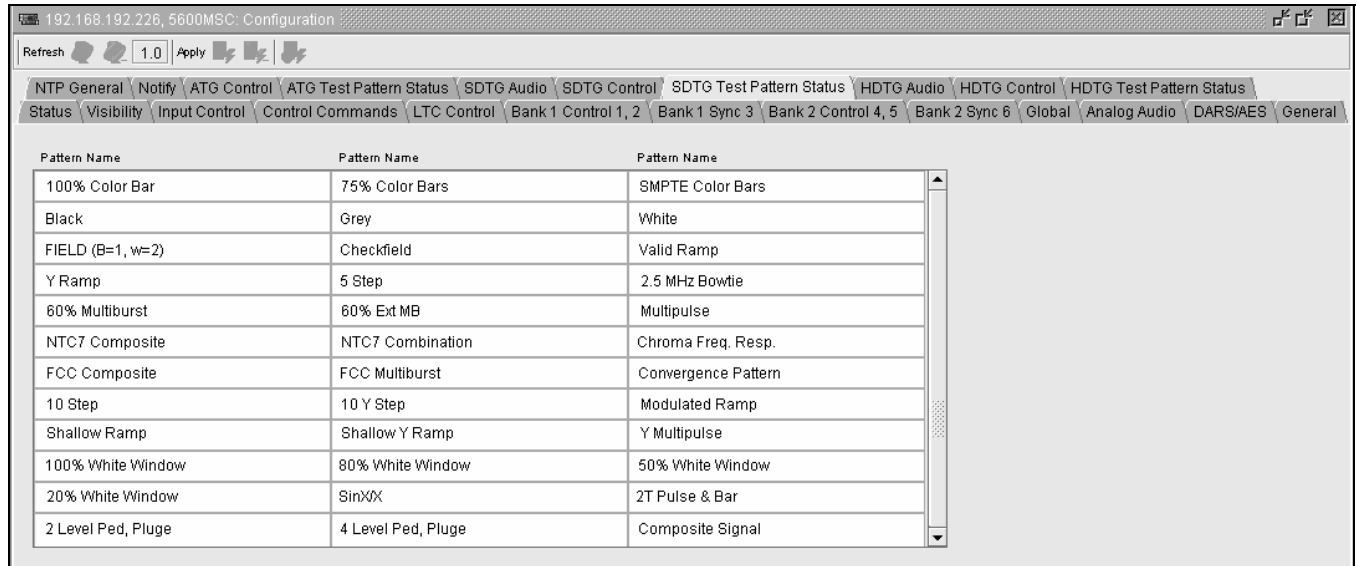 192.168.192.226, 5600MSC: Configuration
Refresh 1.0 Apply
NTP General Notify ATG Control ATG Test Pattern Status SDTG Audio SDTG Control SDTG Test Pattern Status HDTG Audio HDTG Control HDTG Test Pattern Status
Status Visibility Input Control Control Commands LTC Control Bank 1 Control 1, 2 Bank 1 Sync 3 Bank 2 Control 4, 5 Bank 2 Sync 6 Global Analog Audio DARS/AES General
Pattern Name Pattern Name Pattern Name
100% Color Bar 75% Color Bars SMPTE Color Bars
Black Grey White
FIELD (B=1, w=2) Checkfield Valid Ramp
Y Ramp 5 Step 2.5 MHz Bowtie
60% Multiburst 60% Ext MB Multipulse
NTC7 Composite NTC7 Combination Chroma Freq. Resp.
FCC Composite FCC Multiburst Convergence Pattern
10 Step 10 Y Step Modulated Ramp
Shallow Ramp Shallow Y Ramp Y Multipulse
100% White Window 80% White Window 50% White Window
20% White Window SinX/X 2T Pulse & Bar
2 Level Ped, Pluge 4 Level Ped, Pluge Composite Signal